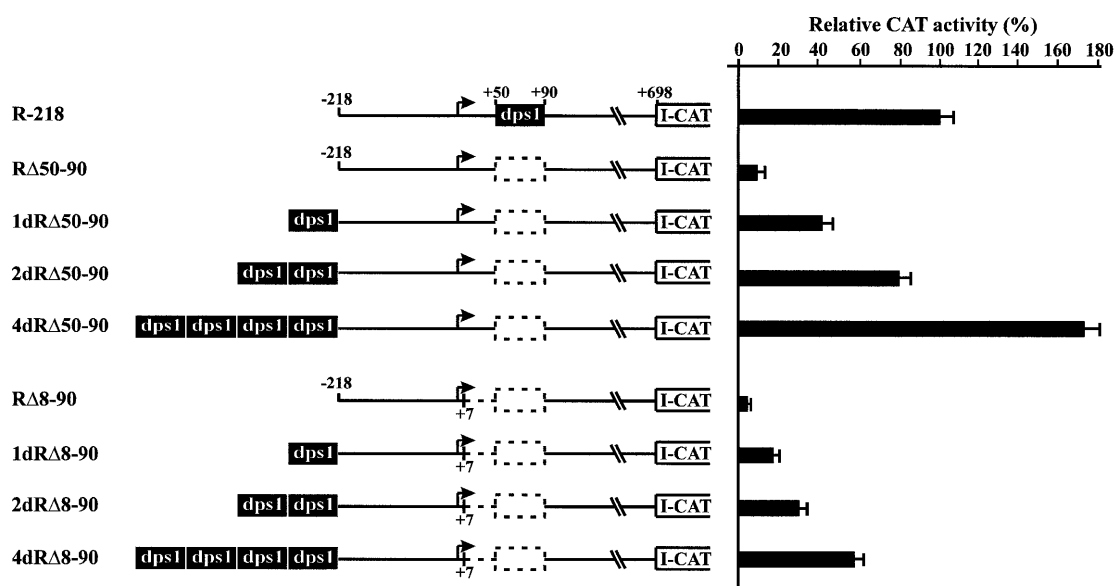 Relative CAT activity (%)
0 20 40 60 80 100 120 140 160 180
+50 +90 +698
-218
R-218 dps1 I-CAT
-218
RΔ50-90 I-CAT
1dRΔ50-90 dps1 I-CAT
2dRΔ50-90 dps1 dps1 I-CAT
4dRΔ50-90 dps1 dps1 dps1 dps1 I-CAT
-218
RΔ8-90 I-CAT
+7
1dRΔ8-90 dps1 I-CAT
+7
2dRΔ8-90 dps1 dps1 I-CAT
+7
4dRΔ8-90 dps1 dps1 dps1 dps1 I-CAT
+7